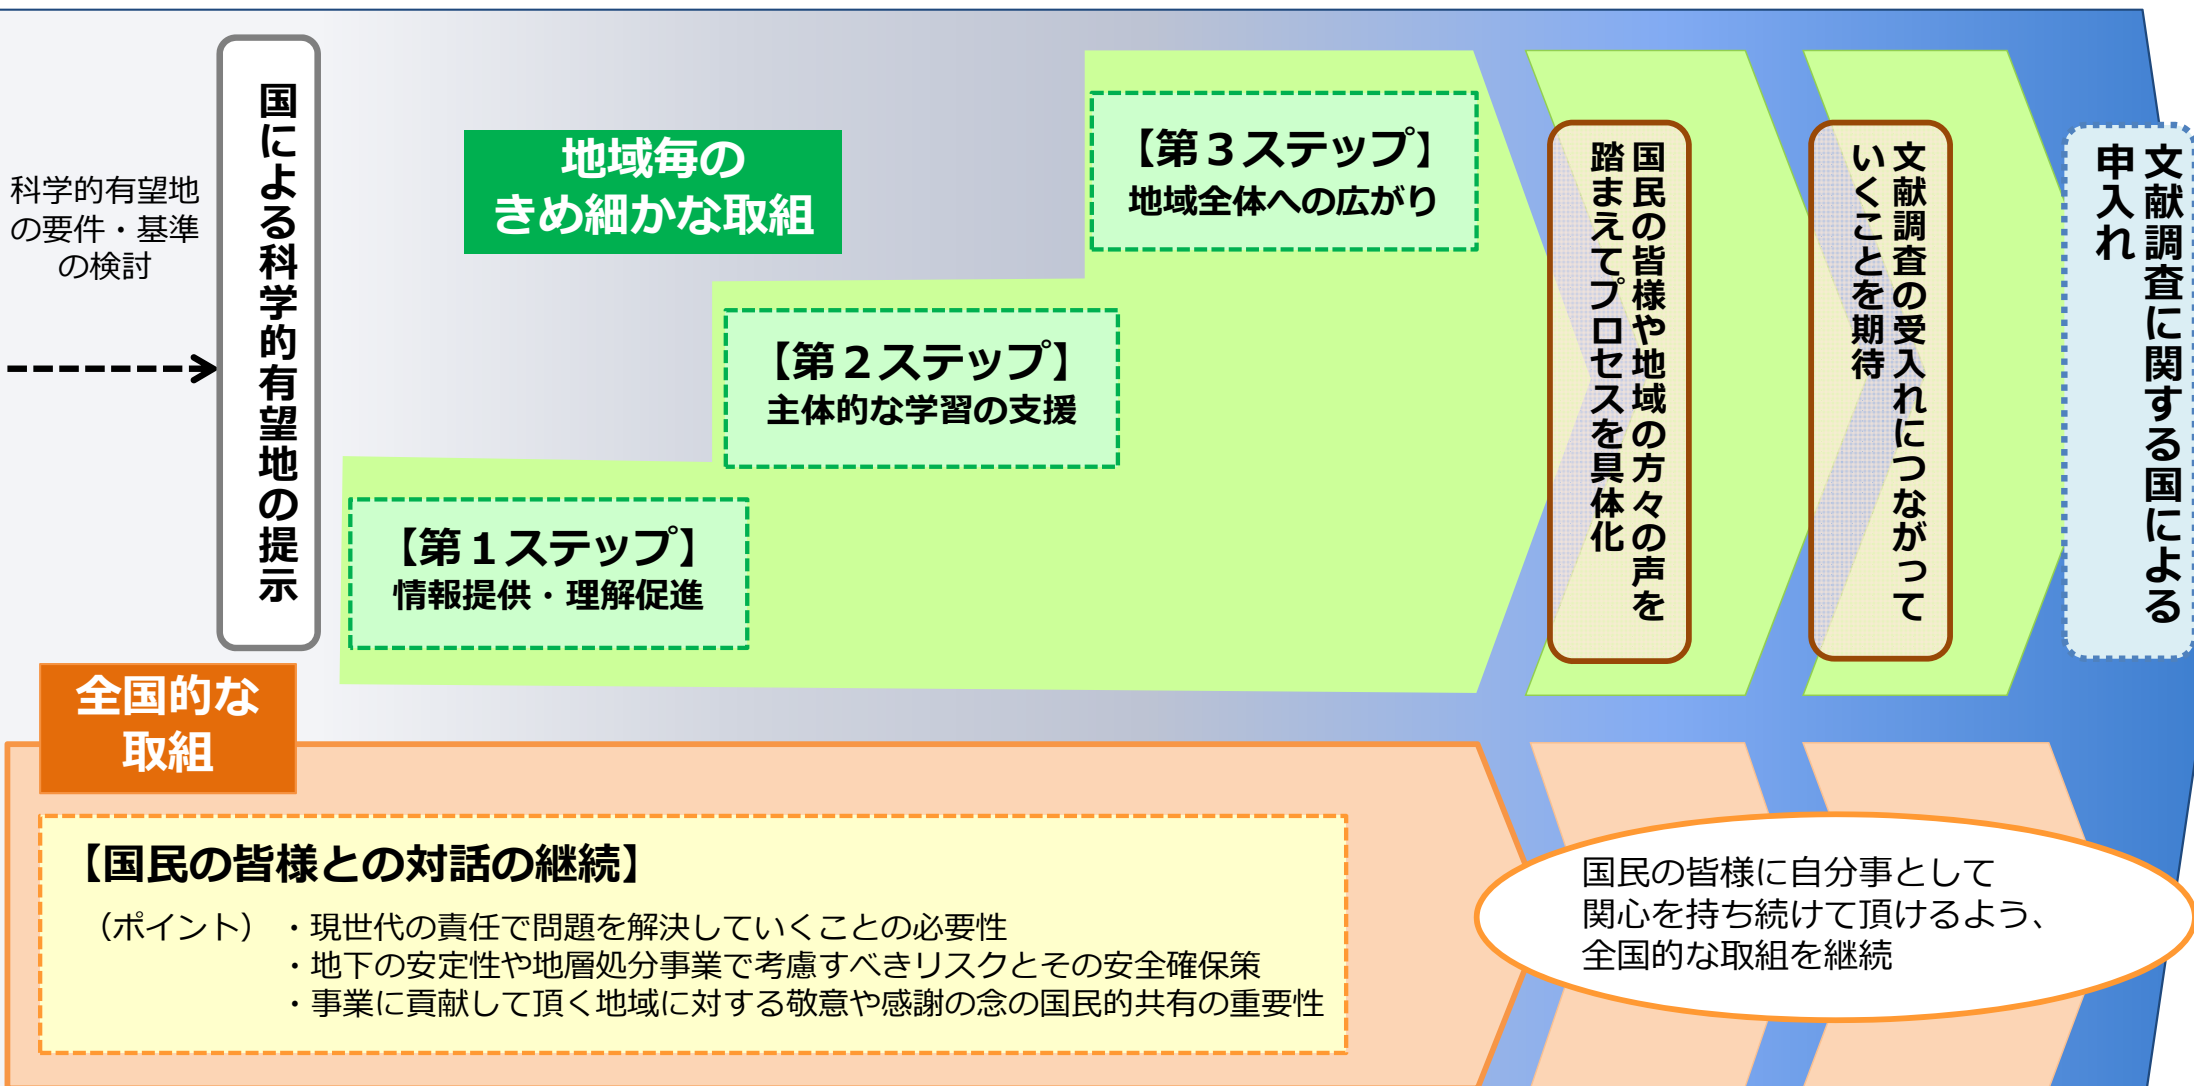 科学的有望地
の要件・基準
の検討
国による科学的有望地の提示
地域毎の
きめ細かな取組
【第１ステップ】
情報提供・理解促進
【第２ステップ】
主体的な学習の支援
【第３ステップ】
地域全体への広がり
国民の皆様や地域の方々の声を
踏まえてプロセスを具体化
文献調査の受入れにつながって
いくことを期待
文献調査に関する国による
申入れ
全国的な
取組
【国民の皆様との対話の継続】
（ポイント）・現世代の責任で問題を解決していくことの必要性
・地下の安定性や地層処分事業で考慮すべきリスクとその安全確保策
・事業に貢献して頂く地域に対する敬意や感謝の念の国民的共有の重要性
国民の皆様に自分事として
関心を持ち続けて頂けるよう、
全国的な取組を継続